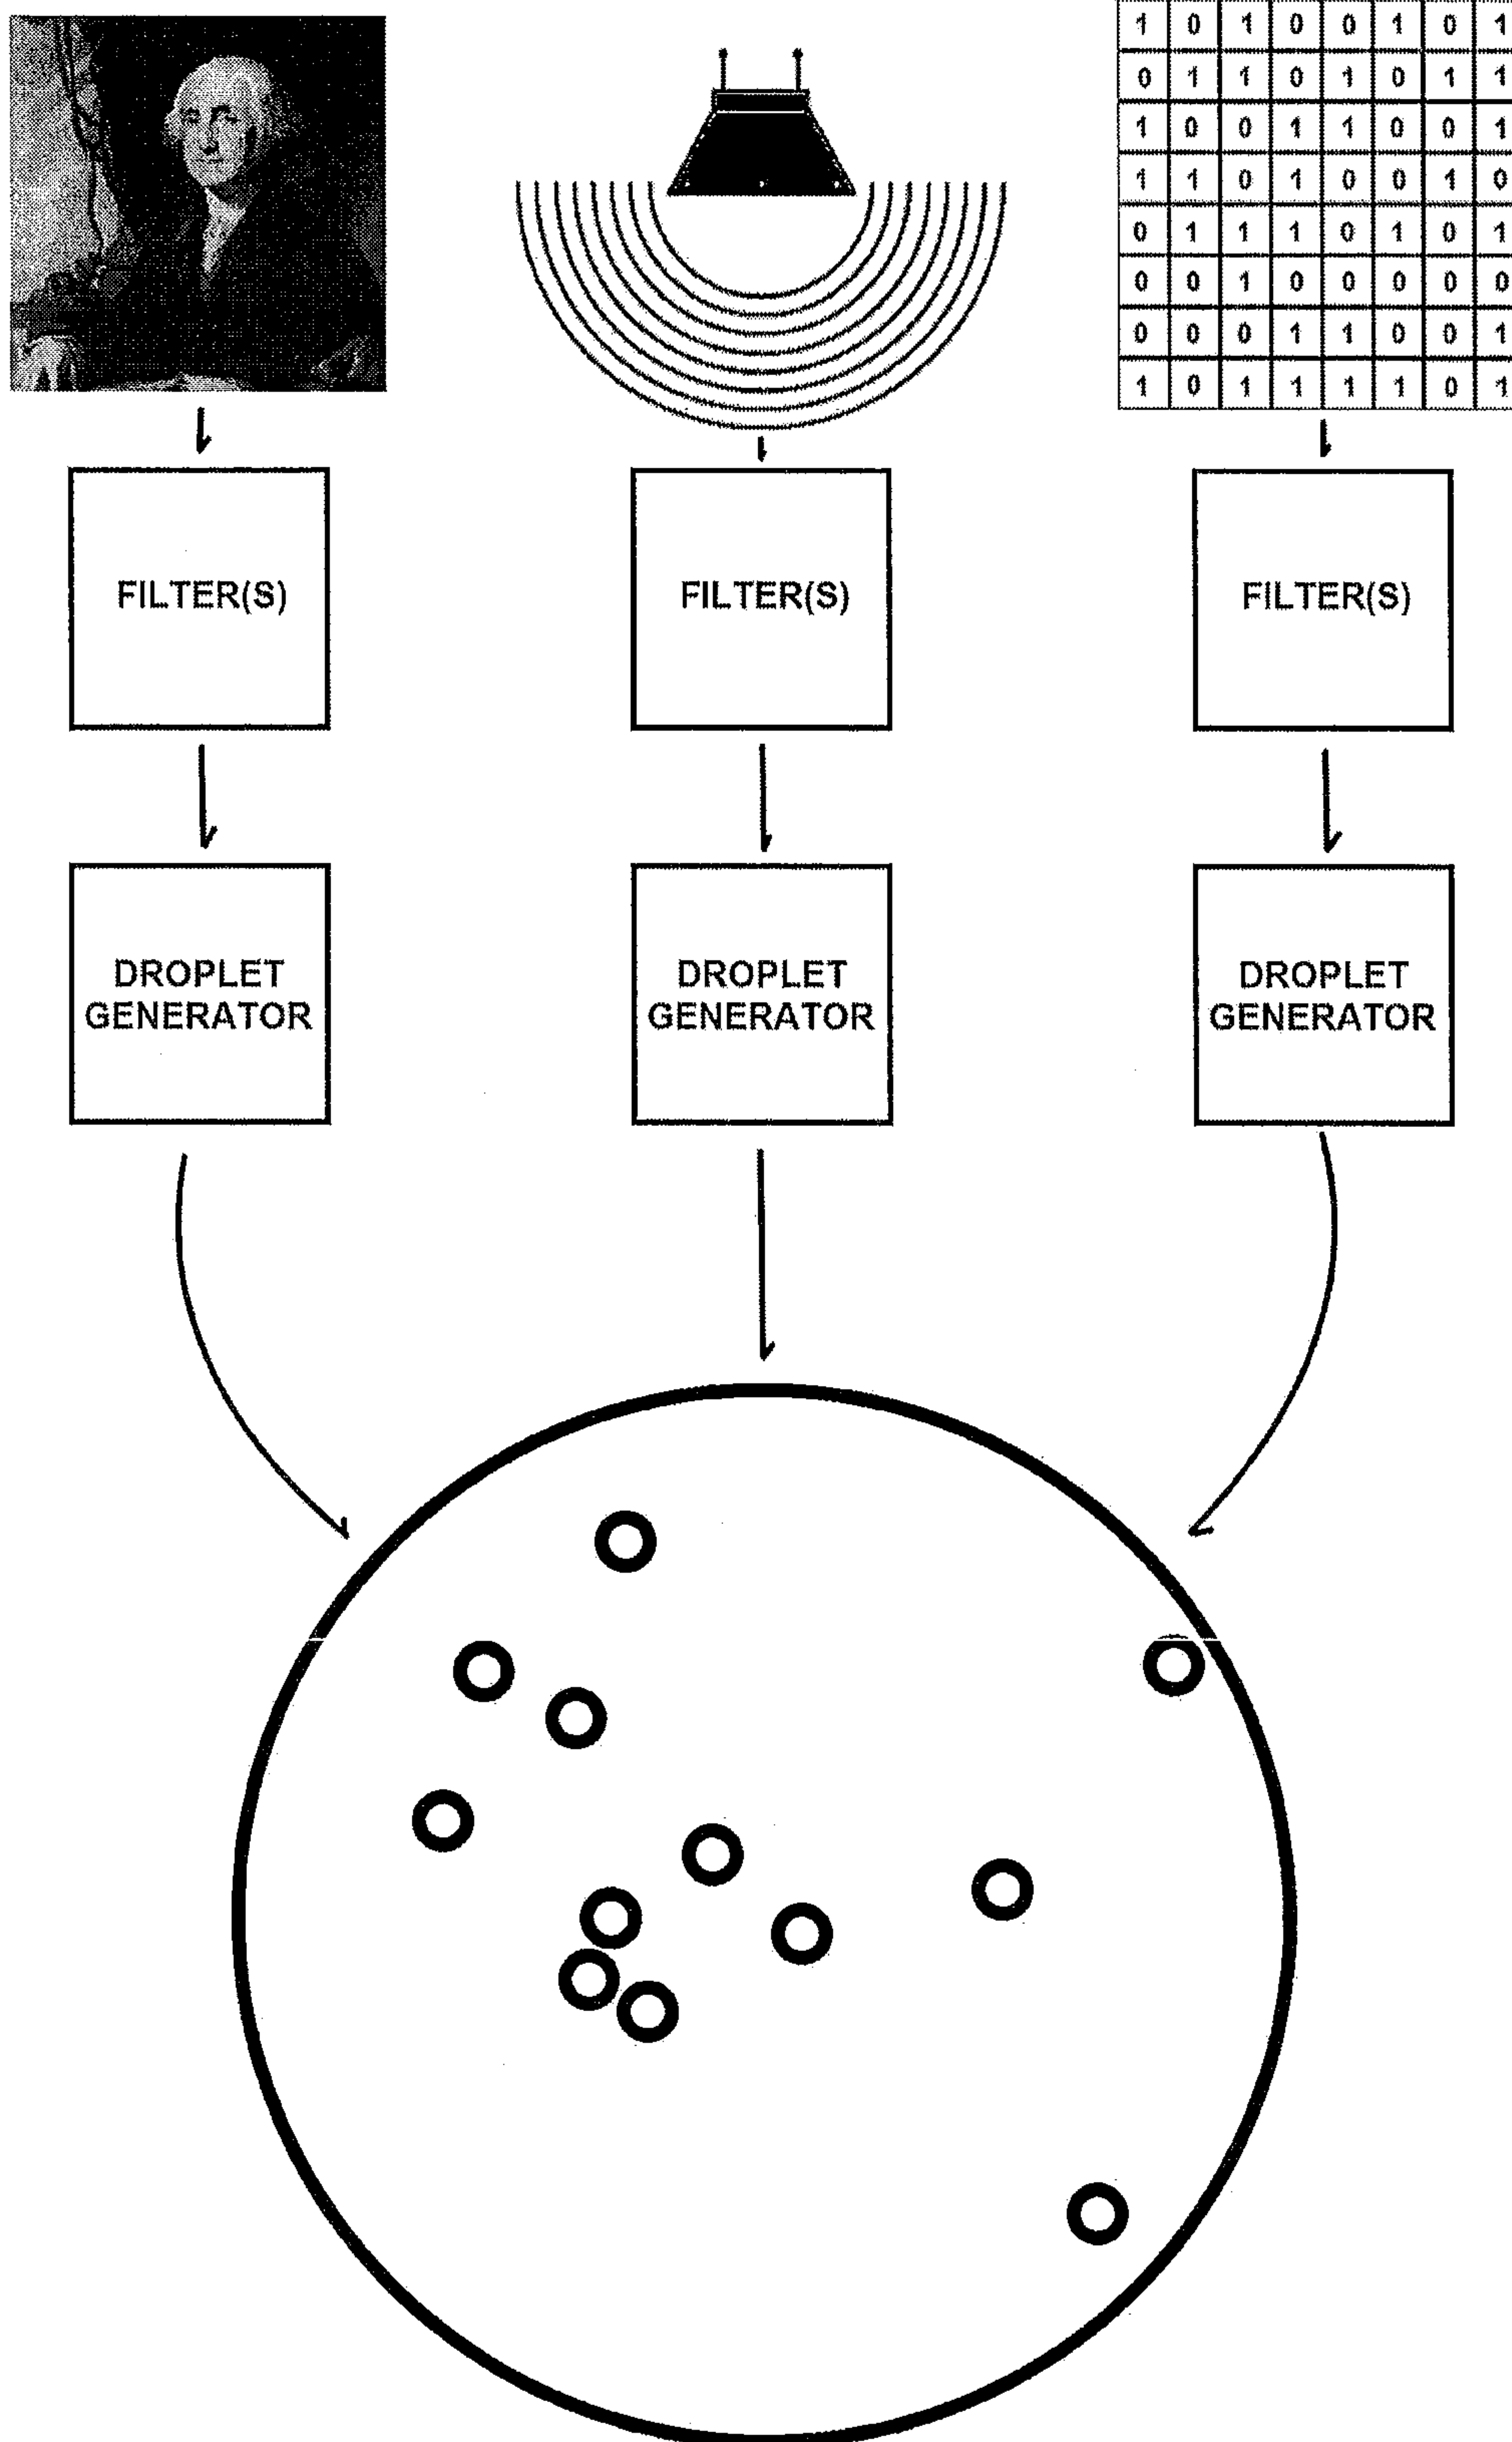 1 0 1 0 0 1 0 1
0 1 1 0 1 0 1 1
1 0 0 1 1 0 0 1
1 1 0 1 0 0 1 0
0 1 1 1 0 1 0 1
0 0 1 0 0 0 0 0
0 0 0 1 1 0 0 1
1 0 1 1 1 1 0 1
FILTER(S)
FILTER(S)
FILTER(S)
DROPLET
GENERATOR
DROPLET
GENERATOR
DROPLET
GENERATOR